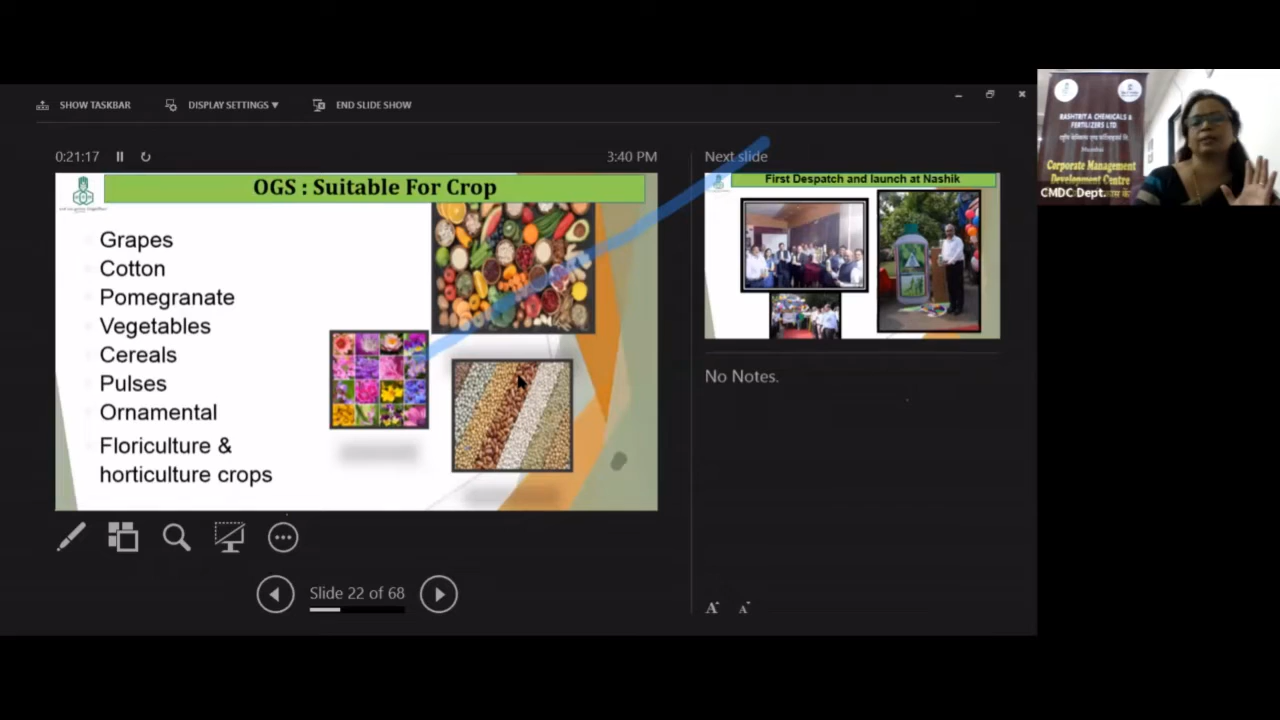 SHOW TASKBAR
DISPLAY SETTINGS ▼
END SLIDE SHOW
0:21:17
3:40 PM
OGS : Suitable For Crop
Grapes
Cotton
Pomegranate
Vegetables
Cereals
Pulses
Ornamental
Floriculture &
horticulture crops
Slide 22 of 68
Next slide
First Despatch and launch at Nashik
No Notes.
A
A
RASHTRIYA CHEMICALS &
FERTILIZERS LTD
Mumbai
Corporate Management
Development Centre
CMDC Dept.